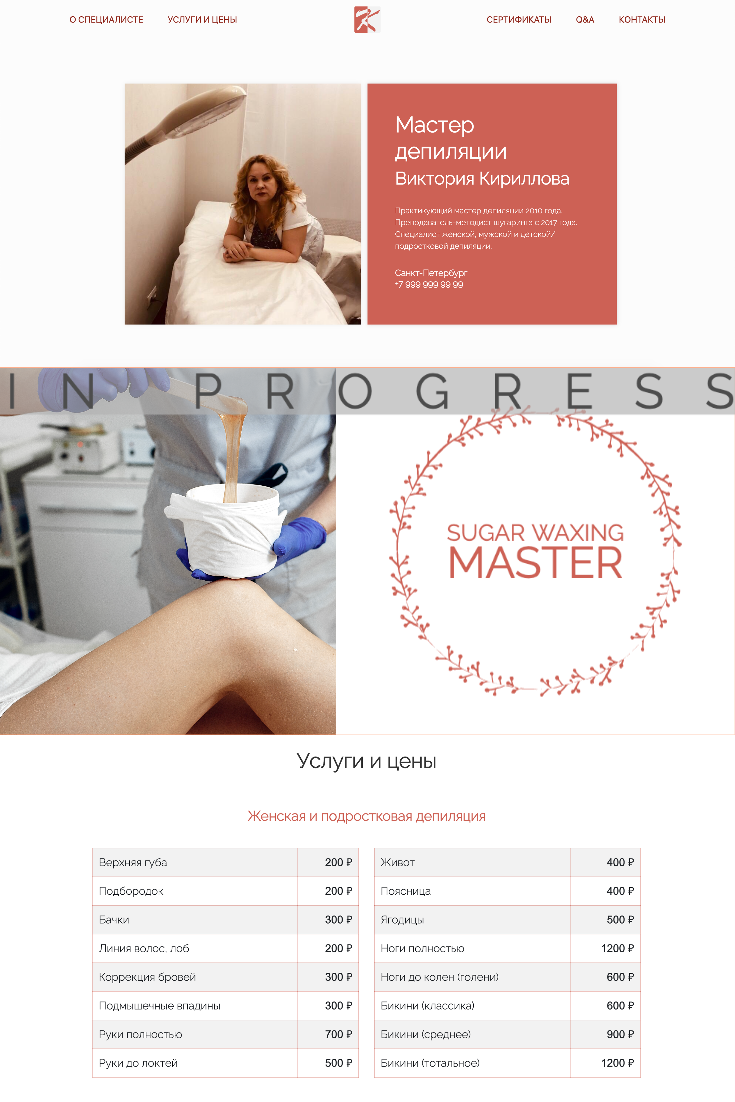 О СПЕЦИАЛИСТЕ УСЛУГИ И ЦЕНЫ СЕРТИФИКАТЫ Q&A КОНТАКТЫ
Мастер
депиляции
Виктория Кириллова
Практикующий мастер депиляции 2010 года.
Преподаватель-методист шугаринга с 2017 года.
Специалист женской, мужской и детской/
подростковой депиляции.
Санкт-Петербург
+7 999 999 99 99
IN PROGRESS
SUGAR WAXING
MASTER
Услуги и цены
Женская и подростковая депиляция
Верхняя губа 200 ₽ Живот 400 ₽
Подбородок 200 ₽ Поясница 400 ₽
Бачки 300 ₽ Ягодицы 500 ₽
Линия волос, лоб 200 ₽ Ноги полностью 1200 ₽
Коррекция бровей 300 ₽ Ноги до колен (голени) 600 ₽
Подмышечные впадины 300 ₽ Бикини (классика) 600 ₽
Руки полностью 700 ₽ Бикини (среднее) 900 ₽
Руки до локтей 500 ₽ Бикини (тотальное) 1200 ₽